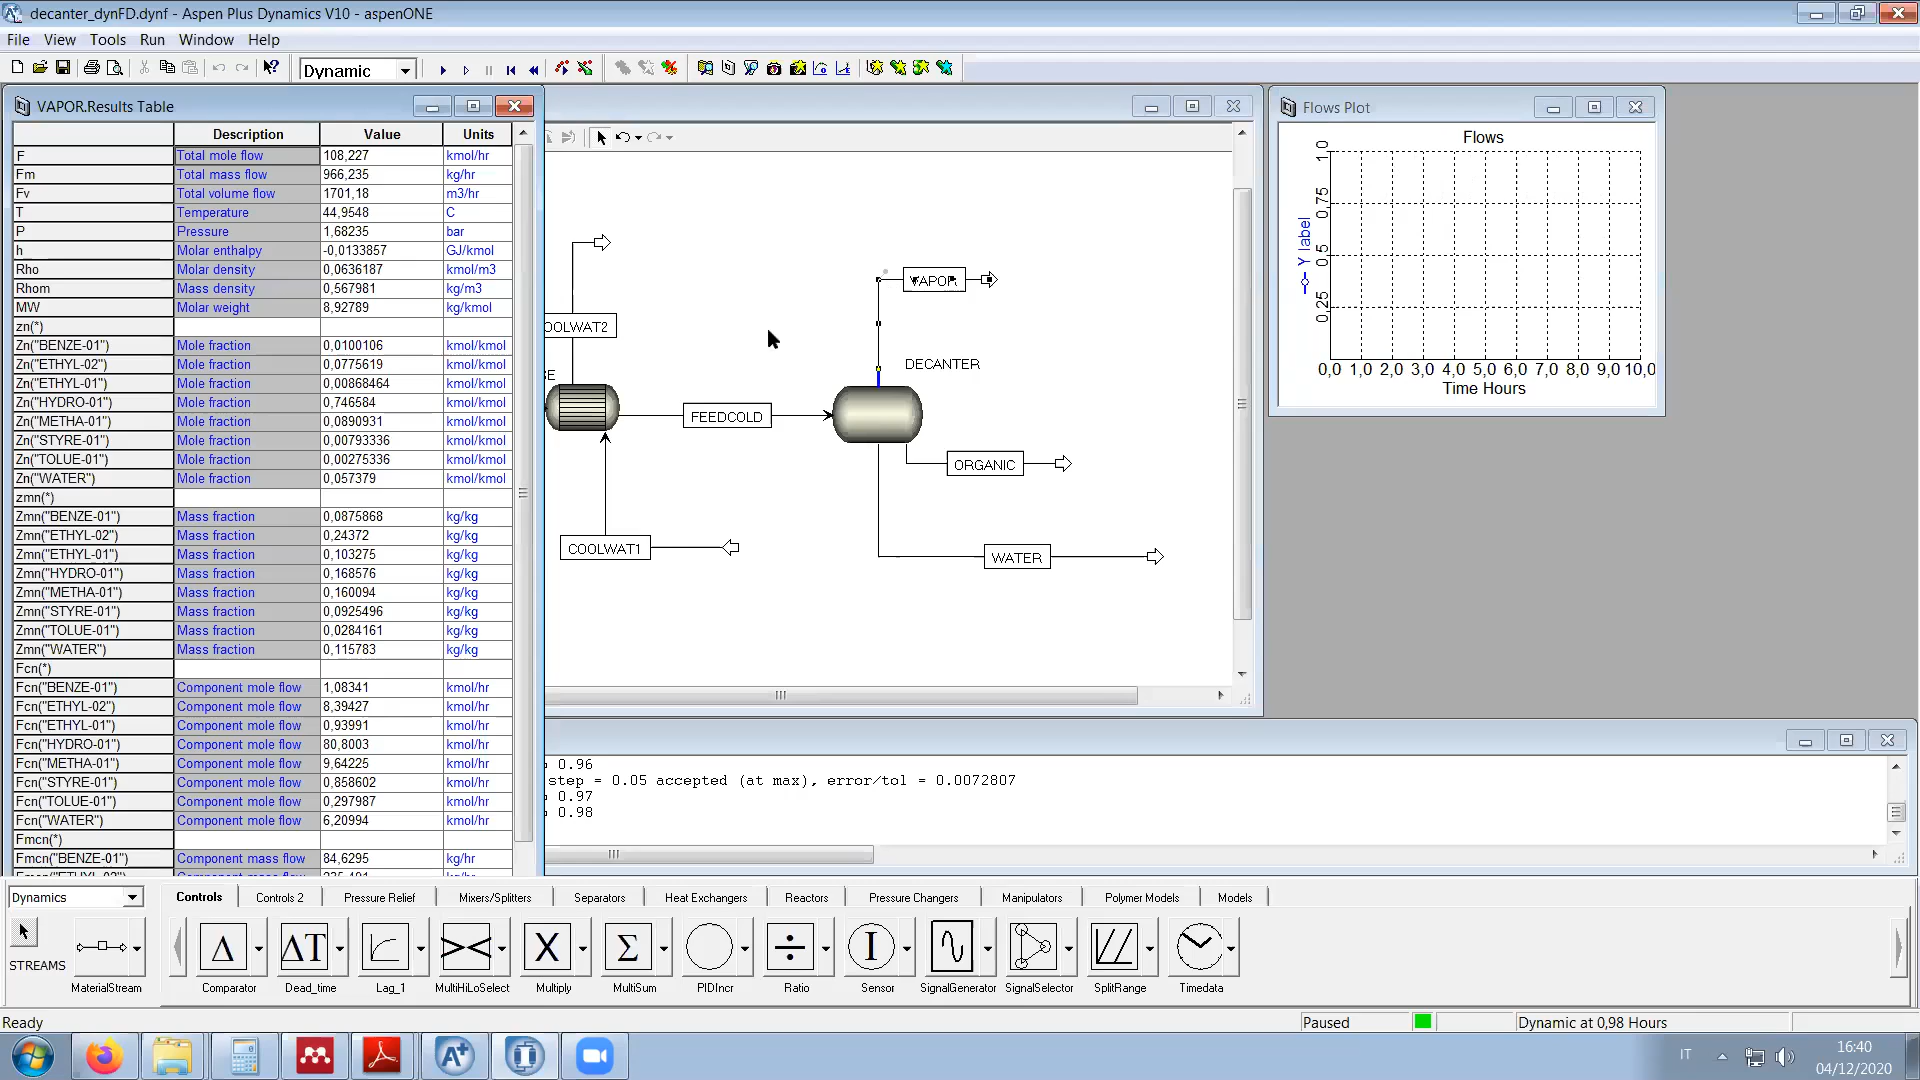 decanter_dynFD.dynf - Aspen Plus Dynamics V10 - aspenONE
File View Tools Run Window Help
Dynamic
VAPOR.Results Table
Description Value Units
F Total mole flow 108,227 kmol/hr
Fm Total mass flow 966,235 kg/hr
Fv Total volume flow 1701,18 m3/hr
T Temperature 44,9548 C
P Pressure 1,68235 bar
h Molar enthalpy -0,0133857 GJ/kmol
Rho Molar density 0,0636187 kmol/m3
Rhom Mass density 0,567981 kg/m3
MW Molar weight 8,92789 kg/kmol
zn(*)
Zn("BENZE-01") Mole fraction 0,0100106 kmol/kmol
Zn("ETHYL-02") Mole fraction 0,0775619 kmol/kmol
Zn("ETHYL-01") Mole fraction 0,00868464 kmol/kmol
Zn("HYDRO-01") Mole fraction 0,746584 kmol/kmol
Zn("METHA-01") Mole fraction 0,0890931 kmol/kmol
Zn("STYRE-01") Mole fraction 0,00793336 kmol/kmol
Zn("TOLUE-01") Mole fraction 0,00275336 kmol/kmol
Zn("WATER") Mole fraction 0,057379 kmol/kmol
zmn(*)
Zmn("BENZE-01") Mass fraction 0,0875868 kg/kg
Zmn("ETHYL-02") Mass fraction 0,24372 kg/kg
Zmn("ETHYL-01") Mass fraction 0,103275 kg/kg
Zmn("HYDRO-01") Mass fraction 0,168576 kg/kg
Zmn("METHA-01") Mass fraction 0,160094 kg/kg
Zmn("STYRE-01") Mass fraction 0,0925496 kg/kg
Zmn("TOLUE-01") Mass fraction 0,0284161 kg/kg
Zmn("WATER") Mass fraction 0,115783 kg/kg
Fcn(*)
Fcn("BENZE-01") Component mole flow 1,08341 kmol/hr
Fcn("ETHYL-02") Component mole flow 8,39427 kmol/hr
Fcn("ETHYL-01") Component mole flow 0,93991 kmol/hr
Fcn("HYDRO-01") Component mole flow 80,8003 kmol/hr
Fcn("METHA-01") Component mole flow 9,64225 kmol/hr
Fcn("STYRE-01") Component mole flow 0,858602 kmol/hr
Fcn("TOLUE-01") Component mole flow 0,297987 kmol/hr
Fcn("WATER") Component mole flow 6,20994 kmol/hr
Fmcn(*)
Fmcn("BENZE-01") Component mass flow 84,6295 kg/hr
OOLWAT2
E
FEEDCOLD
COOLWAT1
VAPOR
DECANTER
ORGANIC
WATER
Flows Plot
Flows
Y label
1,0
0,75
0,5
0,25
0,0 1,0 2,0 3,0 4,0 5,0 6,0 7,0 8,0 9,0 10,0
Time Hours
0.96
step = 0.05 accepted (at max), error/tol = 0.0072807
0.97
0.98
Dynamics
Controls Controls 2 Pressure Relief Mixers/Splitters Separators Heat Exchangers Reactors Pressure Changers Manipulators Polymer Models Models
STREAMS
Δ ΔT X Σ ÷ I
MaterialStream Comparator Dead_time Lag_1 MultiHiLoSelect Multiply MultiSum PIDIncr Ratio Sensor SignalGenerator SignalSelector SplitRange Timedata
Ready Paused Dynamic at 0,98 Hours
IT
16:40
04/12/2020